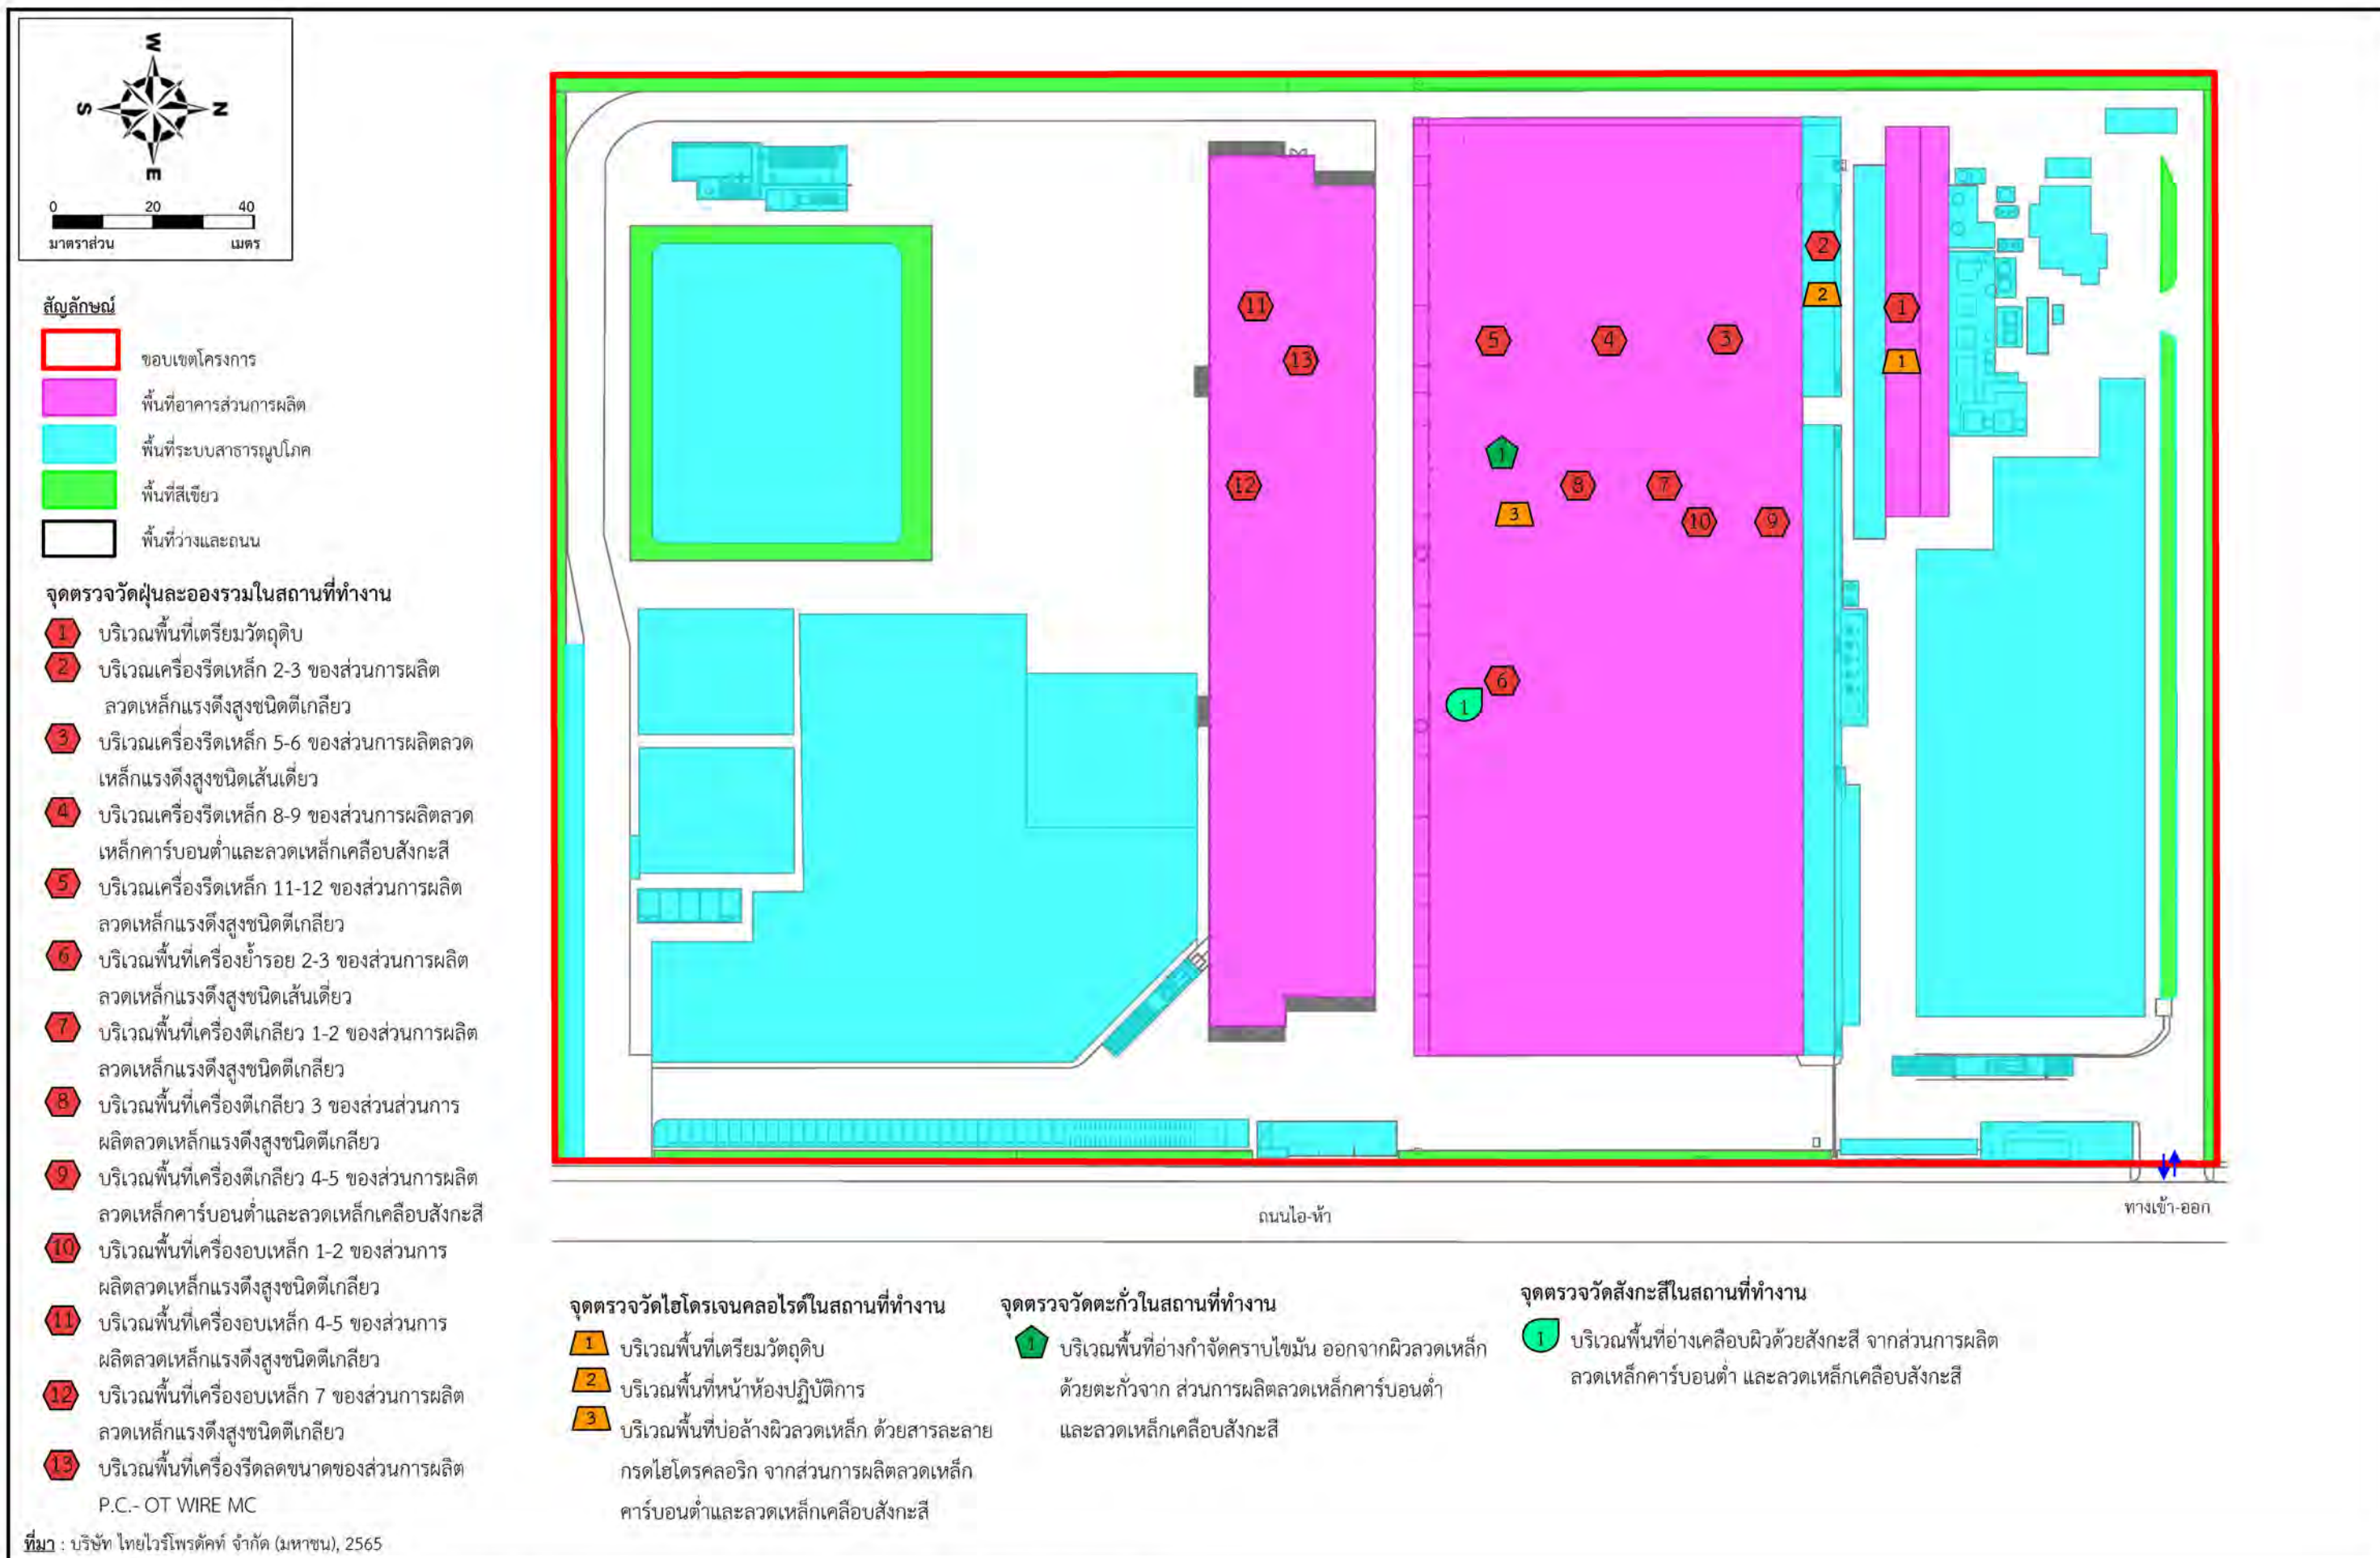 W
S
N
E
0 20 40
มาตราส่วน เมตร
สัญลักษณ์
ขอบเขตโครงการ
พื้นที่อาคารส่วนการผลิต
พื้นที่ระบบสาธารณูปโภค
พื้นที่สีเขียว
พื้นที่ว่างและถนน
จุดตรวจวัดฝุ่นละอองรวมในสถานที่ทำงาน
1 บริเวณพื้นที่เตรียมวัตถุดิบ
2 บริเวณเครื่องรีดเหล็ก 2-3 ของส่วนการผลิต
ลวดเหล็กแรงดึงสูงชนิดตีเกลียว
3 บริเวณเครื่องรีดเหล็ก 5-6 ของส่วนการผลิตลวด
เหล็กแรงดึงสูงชนิดเส้นเดี่ยว
4 บริเวณเครื่องรีดเหล็ก 8-9 ของส่วนการผลิตลวด
เหล็กคาร์บอนต่ำและลวดเหล็กเคลือบสังกะสี
5 บริเวณเครื่องรีดเหล็ก 11-12 ของส่วนการผลิต
ลวดเหล็กแรงดึงสูงชนิดตีเกลียว
6 บริเวณพื้นที่เครื่องย้ำรอย 2-3 ของส่วนการผลิต
ลวดเหล็กแรงดึงสูงชนิดเส้นเดี่ยว
7 บริเวณพื้นที่เครื่องตีเกลียว 1-2 ของส่วนการผลิต
ลวดเหล็กแรงดึงสูงชนิดตีเกลียว
8 บริเวณพื้นที่เครื่องตีเกลียว 3 ของส่วนส่วนการ
ผลิตลวดเหล็กแรงดึงสูงชนิดตีเกลียว
9 บริเวณพื้นที่เครื่องตีเกลียว 4-5 ของส่วนการผลิต
ลวดเหล็กคาร์บอนต่ำและลวดเหล็กเคลือบสังกะสี
10 บริเวณพื้นที่เครื่องอบเหล็ก 1-2 ของส่วนการ
ผลิตลวดเหล็กแรงดึงสูงชนิดตีเกลียว
11 บริเวณพื้นที่เครื่องอบเหล็ก 4-5 ของส่วนการ
ผลิตลวดเหล็กแรงดึงสูงชนิดตีเกลียว
12 บริเวณพื้นที่เครื่องอบเหล็ก 7 ของส่วนการผลิต
ลวดเหล็กแรงดึงสูงชนิดตีเกลียว
13 บริเวณพื้นที่เครื่องรีดลดขนาดของส่วนการผลิต
P.C.- OT WIRE MC
ที่มา : บริษัท ไทยไวร์โพรดัคท์ จำกัด (มหาชน), 2565
2
2
11
1
5 4 3
13
1
1
12
8 7
3
10 9
6
1
ถนนไอ-ห้า
ทางเข้า-ออก
จุดตรวจวัดไฮโดรเจนคลอไรด์ในสถานที่ทำงาน
1 บริเวณพื้นที่เตรียมวัตถุดิบ
2 บริเวณพื้นที่หน้าห้องปฏิบัติการ
3 บริเวณพื้นที่บ่อล้างผิวลวดเหล็ก ด้วยสารละลาย
กรดไฮโดรคลอริก จากส่วนการผลิตลวดเหล็ก
คาร์บอนต่ำและลวดเหล็กเคลือบสังกะสี
จุดตรวจวัดตะกั่วในสถานที่ทำงาน
1 บริเวณพื้นที่อ่างกำจัดคราบไขมัน ออกจากผิวลวดเหล็ก
ด้วยตะกั่วจาก ส่วนการผลิตลวดเหล็กคาร์บอนต่ำ
และลวดเหล็กเคลือบสังกะสี
จุดตรวจวัดสังกะสีในสถานที่ทำงาน
1 บริเวณพื้นที่อ่างเคลือบผิวด้วยสังกะสี จากส่วนการผลิต
ลวดเหล็กคาร์บอนต่ำ และลวดเหล็กเคลือบสังกะสี